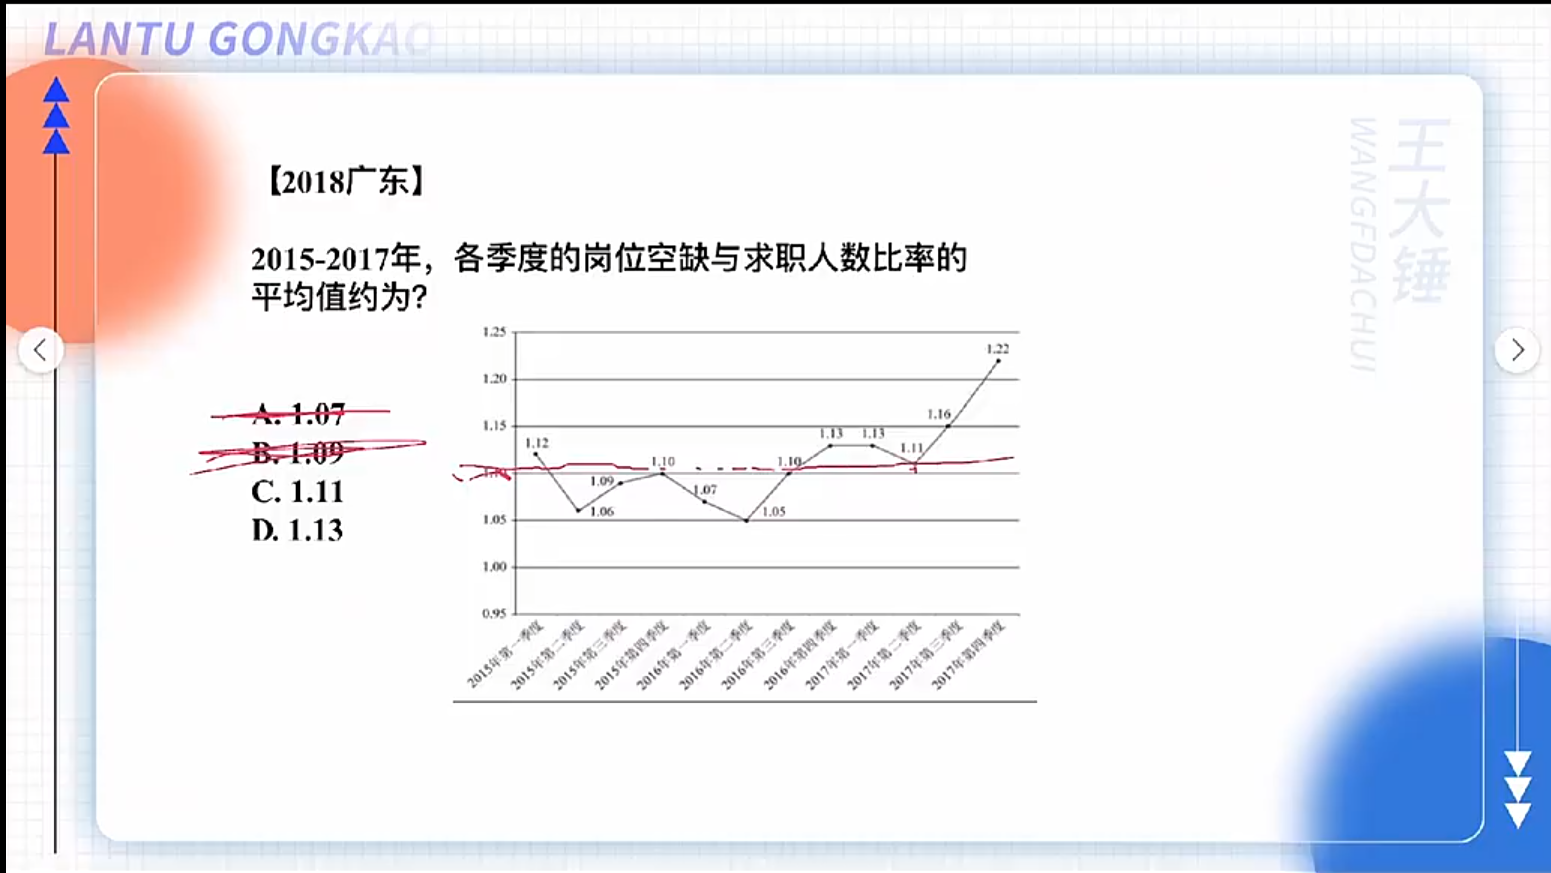 LANTU GONGKAO
王大锤
WANGFDACHUI
【2018广东】
2015-2017年，各季度的岗位空缺与求职人数比率的
平均值约为?
A. 1.07
B. 1.09
C. 1.11
D. 1.13
1.25
1.20
1.15
1.05
1.00
0.95
1.12
1.06
1.09
1.10
1.07
1.05
1.10
1.13
1.13
1.11
1.16
1.22
2015年第一季度
2015年第二季度
2015年第三季度
2015年第四季度
2016年第一季度
2016年第二季度
2016年第三季度
2016年第四季度
2017年第一季度
2017年第二季度
2017年第三季度
2017年第四季度